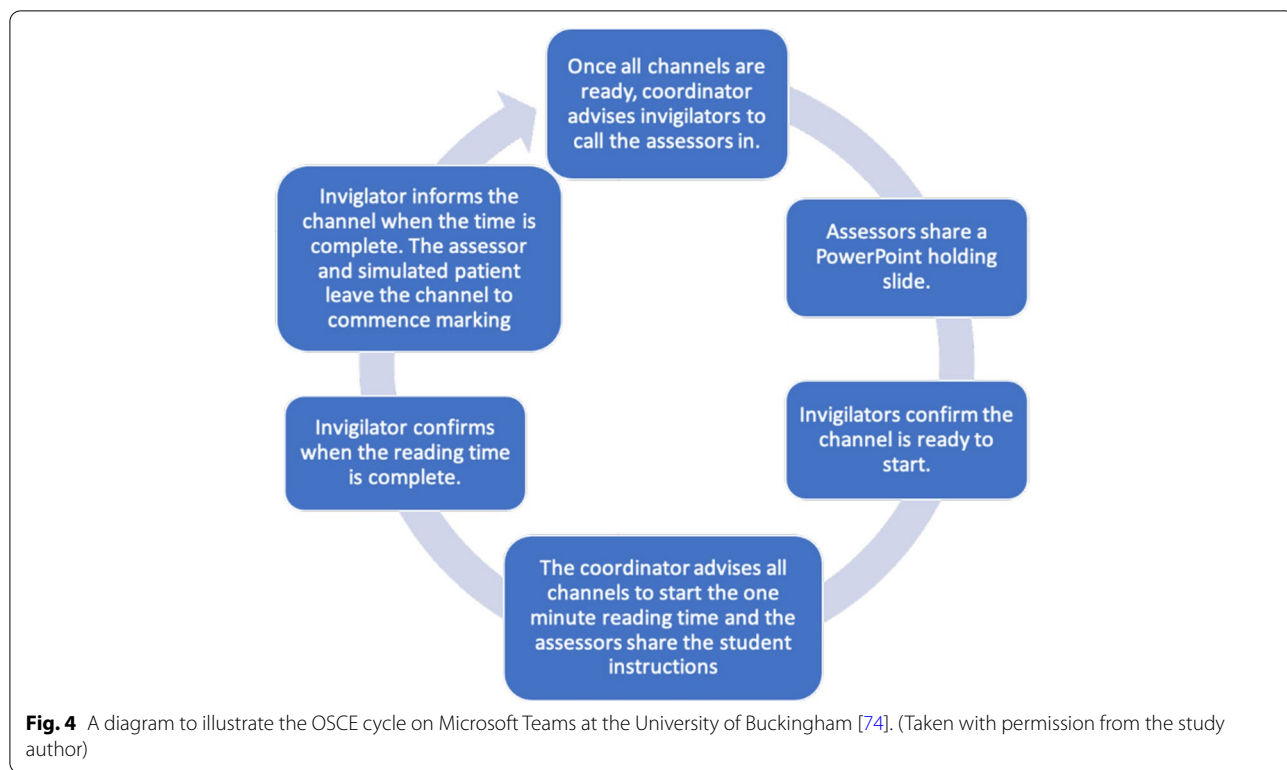 Once all channels are
ready, coordinator
advises invigilators to
call the assessors in.
Assessors share a
PowerPoint holding
slide.
Invigilators confirm the
channel is ready to
start.
The coordinator advises all
channels to start the one
minute reading time and the
assessors share the student
instructions
Invigilator confirms
when the reading time
is complete.
Inviglator informs the
channel when the time is
complete. The assessor
and simulated patient
leave the channel to
commence marking
Fig. 4 A diagram to illustrate the OSCE cycle on Microsoft Teams at the University of Buckingham [74]. (Taken with permission from the study
author)